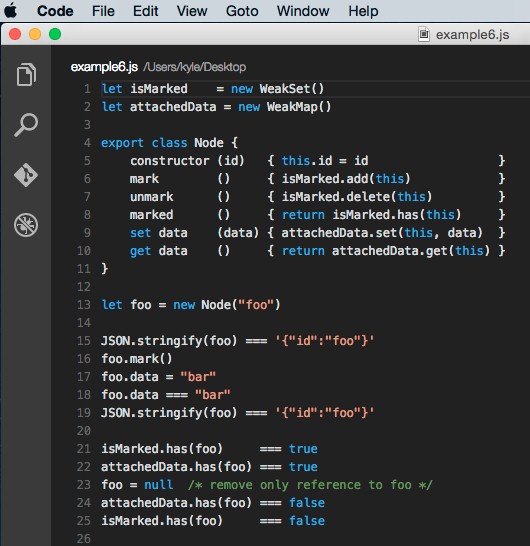 Code File Edit View Goto Window Help
example6.js
example6.js /Users/kyle/Desktop
1 let isMarked    = new WeakSet()
2 let attachedData = new WeakMap()
3
4 export class Node {
5     constructor (id)   { this.id = id                  }
6     mark        ()     { isMarked.add(this)            }
7     unmark      ()     { isMarked.delete(this)         }
8     marked      ()     { return isMarked.has(this)     }
9     set data    (data) { attachedData.set(this, data)  }
10     get data    ()     { return attachedData.get(this) }
11 }
12
13 let foo = new Node("foo")
14
15 JSON.stringify(foo) === '{"id":"foo"}'
16 foo.mark()
17 foo.data = "bar"
18 foo.data === "bar"
19 JSON.stringify(foo) === '{"id":"foo"}'
20
21 isMarked.has(foo)     === true
22 attachedData.has(foo) === true
23 foo = null  /* remove only reference to foo */
24 attachedData.has(foo) === false
25 isMarked.has(foo)     === false
26